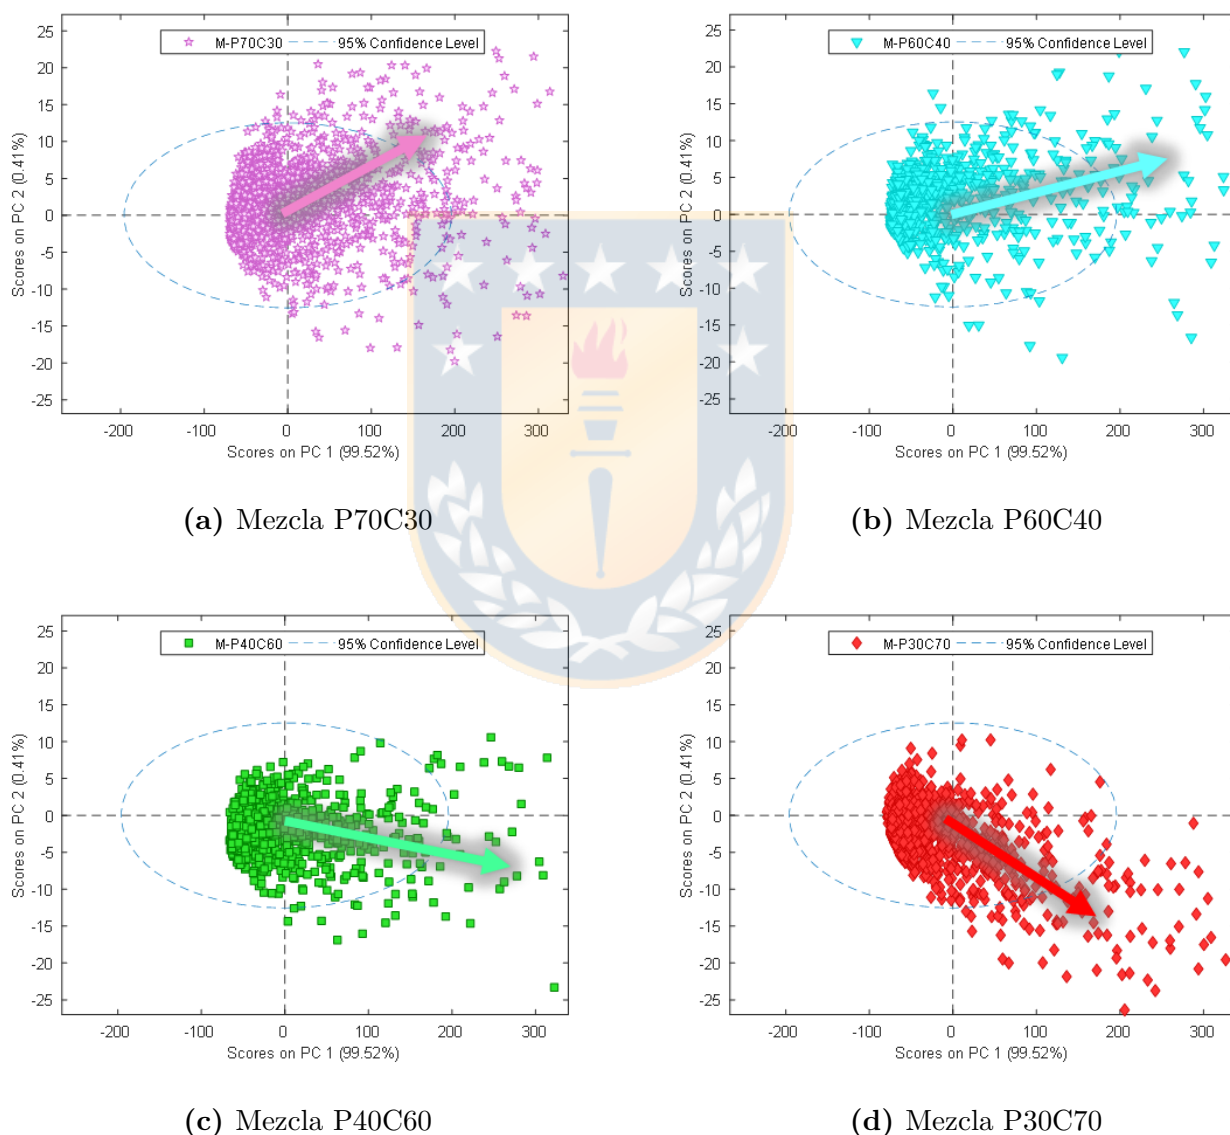 M-P70C30 95% Confidence Level
25
20
15
10
5
0
-5
-10
-15
-20
-25
Scores on PC 2 (0.41%)
-200 -100 0 100 200 300
Scores on PC 1 (99.52%)
(a) Mezcla P70C30
M-P60C40 95% Confidence Level
25
20
15
10
5
0
-5
-10
-15
-20
-25
Scores on PC 2 (0.41%)
-200 -100 0 100 200 300
Scores on PC 1 (99.52%)
(b) Mezcla P60C40
M-P40C60 95% Confidence Level
25
20
15
10
5
0
-5
-10
-15
-20
-25
Scores on PC 2 (0.41%)
-200 -100 0 100 200 300
Scores on PC 1 (99.52%)
(c) Mezcla P40C60
M-P30C70 95% Confidence Level
25
20
15
10
5
0
-5
-10
-15
-20
-25
Scores on PC 2 (0.41%)
-200 -100 0 100 200 300
Scores on PC 1 (99.52%)
(d) Mezcla P30C70